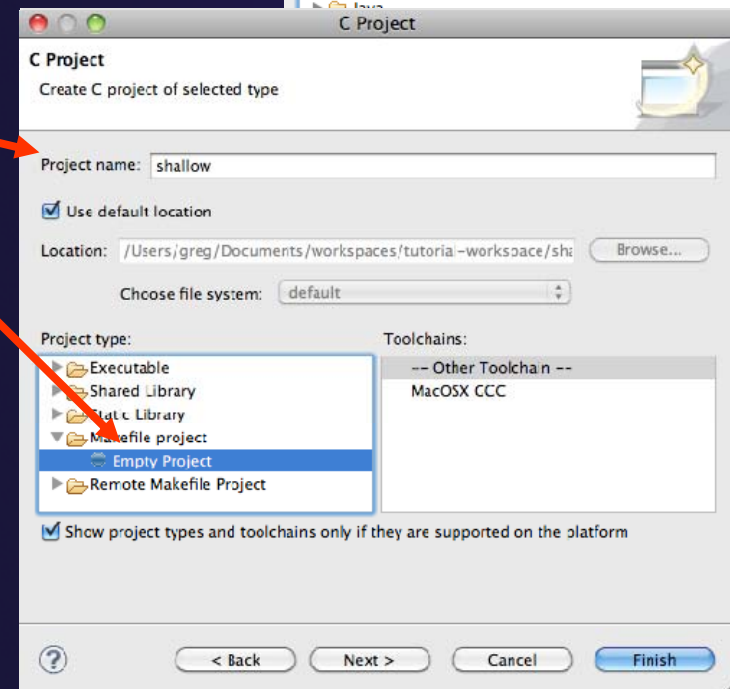 Java
C Project
C Project
Create C project of selected type
Project name: shallow
Use default location
Location: /Users/greg/Documents/workspaces/tutorial-workspace/sha Browse...
Choose file system: default
Project type:
Toolchains:
Executable
Shared Library
Static Library
Makefile project
Empty Project
Remote Makefile Project
-- Other Toolchain --
MacOSX CCC
Show project types and toolchains only if they are supported on the platform
?
< Back
Next >
Cancel
Finish